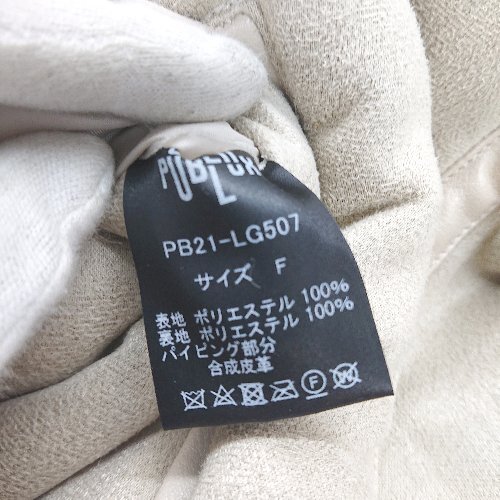 PB21-LG507
サイズ F
表地 ポリエステル 100%
裏地 ポリエステル 100%
パイピング部分
合成皮革